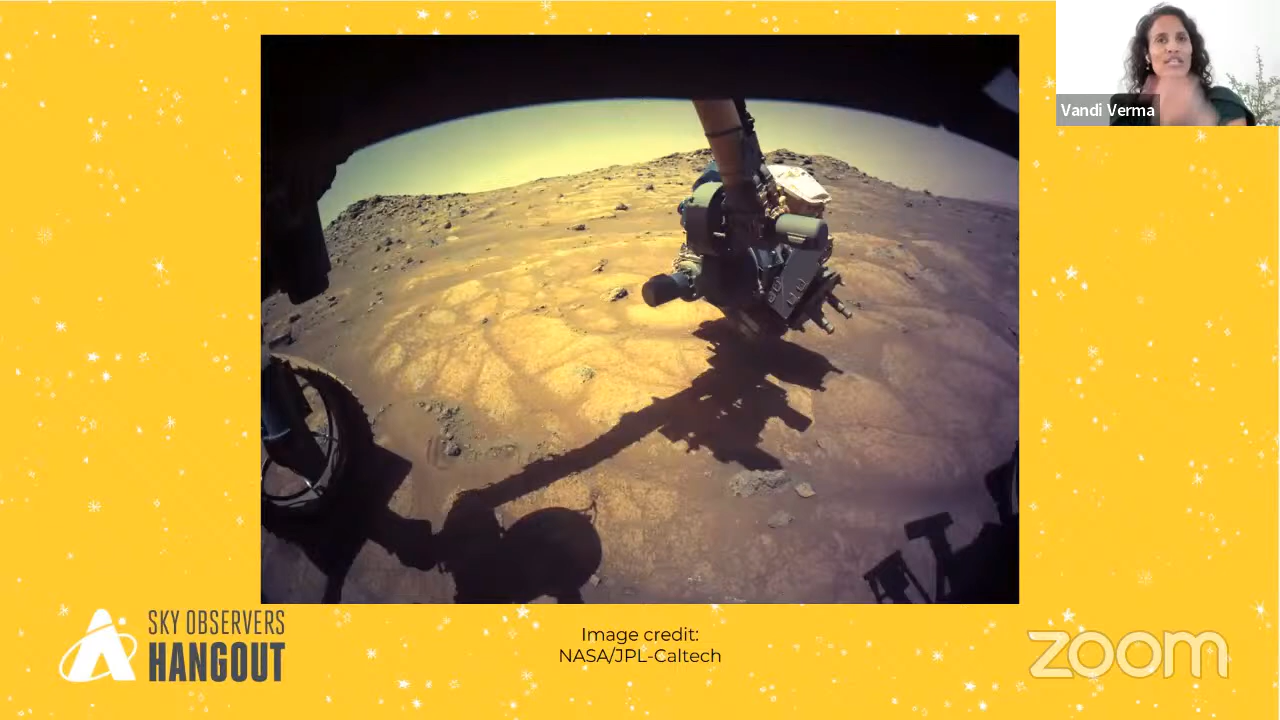 Vandi Verma
SKY OBSERVERS
HANGOUT
Image credit:
NASA/JPL-Caltech
zoom